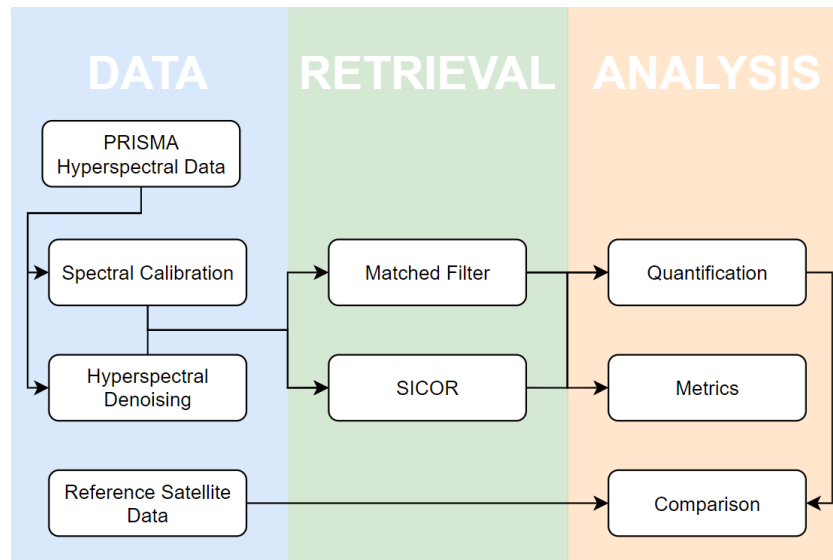 DATA
RETRIEVAL
ANALYSIS
PRISMA
Hyperspectral Data
Spectral Calibration
Matched Filter
Quantification
Hyperspectral
Denoising
SICOR
Metrics
Reference Satellite
Data
Comparison